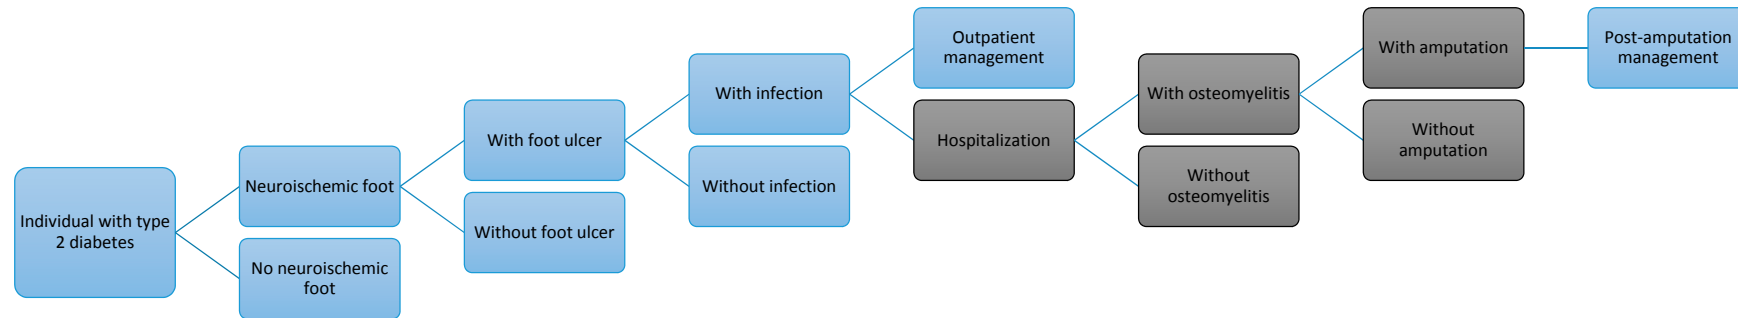 Individual with type
2 diabetes
Neuroischemic foot
No neuroischemic
foot
With foot ulcer
Without foot ulcer
With infection
Without infection
Outpatient
management
Hospitalization
With osteomyelitis
Without
osteomyelitis
With amputation
Without
amputation
Post-amputation
management